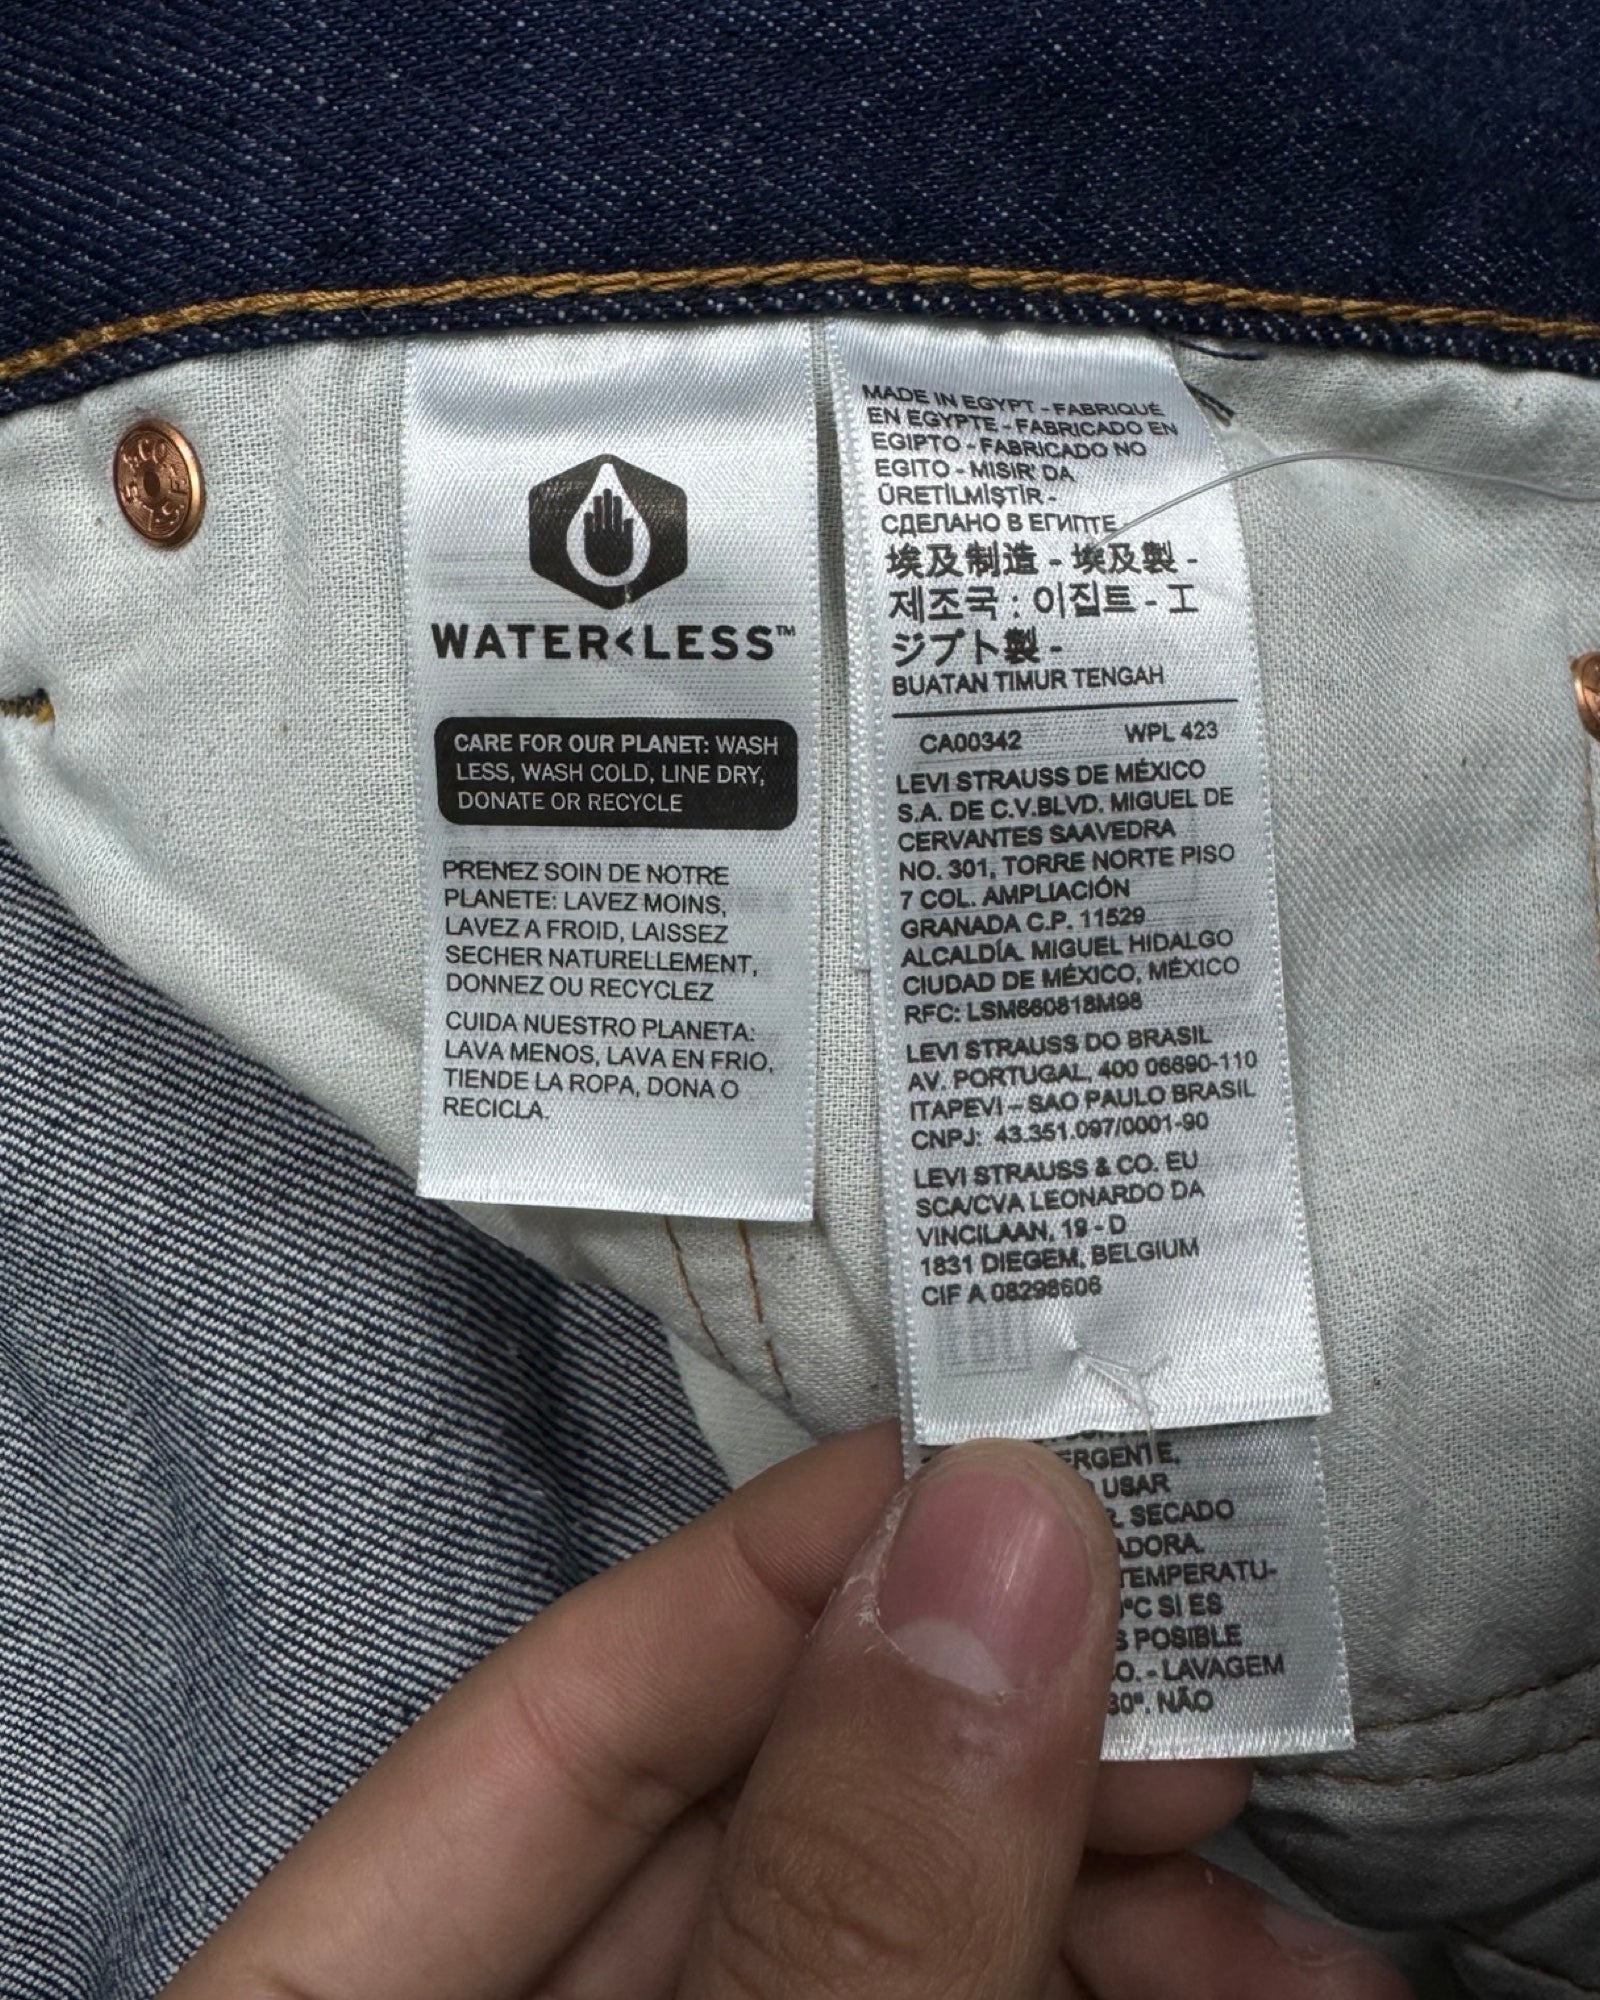 WATER<LESS™
CARE FOR OUR PLANET: WASH
LESS, WASH COLD, LINE DRY,
DONATE OR RECYCLE
PRENEZ SOIN DE NOTRE
PLANETE: LAVEZ MOINS,
LAVEZ A FROID, LAISSEZ
SECHER NATURELLEMENT,
DONNEZ OU RECYCLEZ
CUIDA NUESTRO PLANETA:
LAVA MENOS, LAVA EN FRIO,
TIENDE LA ROPA, DONA O
RECICLA.
MADE IN EGYPT - FABRIQUÉ
EN EGYPTE - FABRICADO EN
EGIPTO - FABRICADO NO
EGITO - MISIR' DA
ÜRETİLMİŞTİR -
СДЕЛАНО В ЕГИПТЕ
埃及制造 - 埃及製 -
제조국 : 이집트 - エ
ジプト製 -
BUATAN TIMUR TENGAH
CA00342 WPL 423
LEVI STRAUSS DE MÉXICO
S.A. DE C.V.BLVD. MIGUEL DE
CERVANTES SAAVEDRA
NO. 301, TORRE NORTE PISO
7 COL. AMPLIACIÓN
GRANADA C.P. 11529
ALCALDÍA. MIGUEL HIDALGO
CIUDAD DE MÉXICO, MÉXICO
RFC: LSM660818M98
LEVI STRAUSS DO BRASIL
AV. PORTUGAL, 400 06690-110
ITAPEVI – SAO PAULO BRASIL
CNPJ: 43.351.097/0001-90
LEVI STRAUSS & CO. EU
SCA/CVA LEONARDO DA
VINCILAAN, 19 - D
1831 DIEGEM, BELGIUM
CIF A 08298606
ERGENTE,
USAR
SECADO
ADORA.
TEMPERATU-
°C SI ES
POSIBLE
O. - LAVAGEM
30°. NÃO